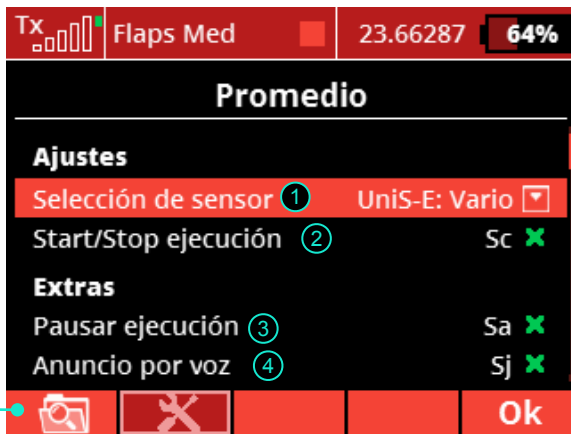 Tx Flaps Med 23.66287 64%
Promedio
Ajustes
Selección de sensor 1 UniS-E: Vario
Start/Stop ejecución 2 Sc
Extras
Pausar ejecución 3 Sa
Anuncio por voz 4 Sj
Ok